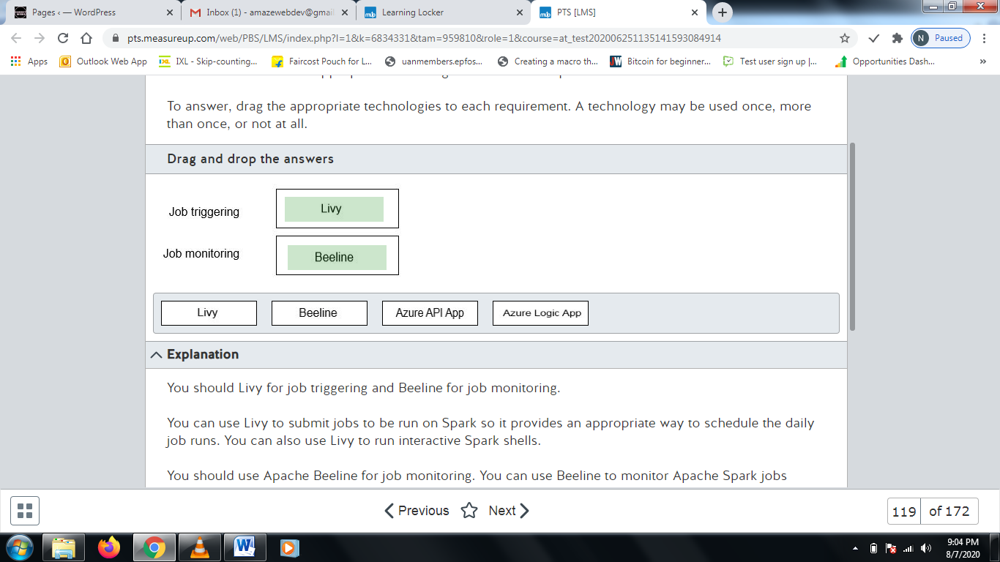 Pages ‹ — WordPress
Inbox (1) - amazewebdev@gmai
Learning Locker
PTS [LMS]
pts.measureup.com/web/PBS/LMS/index.php?l=1&k=6834331&tam=959810&role=1&course=at_test202006251135141593084914
N Paused
Apps
Outlook Web App
IXL - Skip-counting...
Faircost Pouch for L...
uanmembers.epfos...
Creating a macro th...
Bitcoin for beginner...
Test user sign up |...
Opportunities Dash...
»
To answer, drag the appropriate technologies to each requirement. A technology may be used once, more
than once, or not at all.
Drag and drop the answers
Job triggering
Livy
Job monitoring
Beeline
Livy
Beeline
Azure API App
Azure Logic App
Explanation
You should Livy for job triggering and Beeline for job monitoring.
You can use Livy to submit jobs to be run on Spark so it provides an appropriate way to schedule the daily
job runs. You can also use Livy to run interactive Spark shells.
You should use Apache Beeline for job monitoring. You can use Beeline to monitor Apache Spark jobs
Previous
Next
119 of 172
9:04 PM
8/7/2020